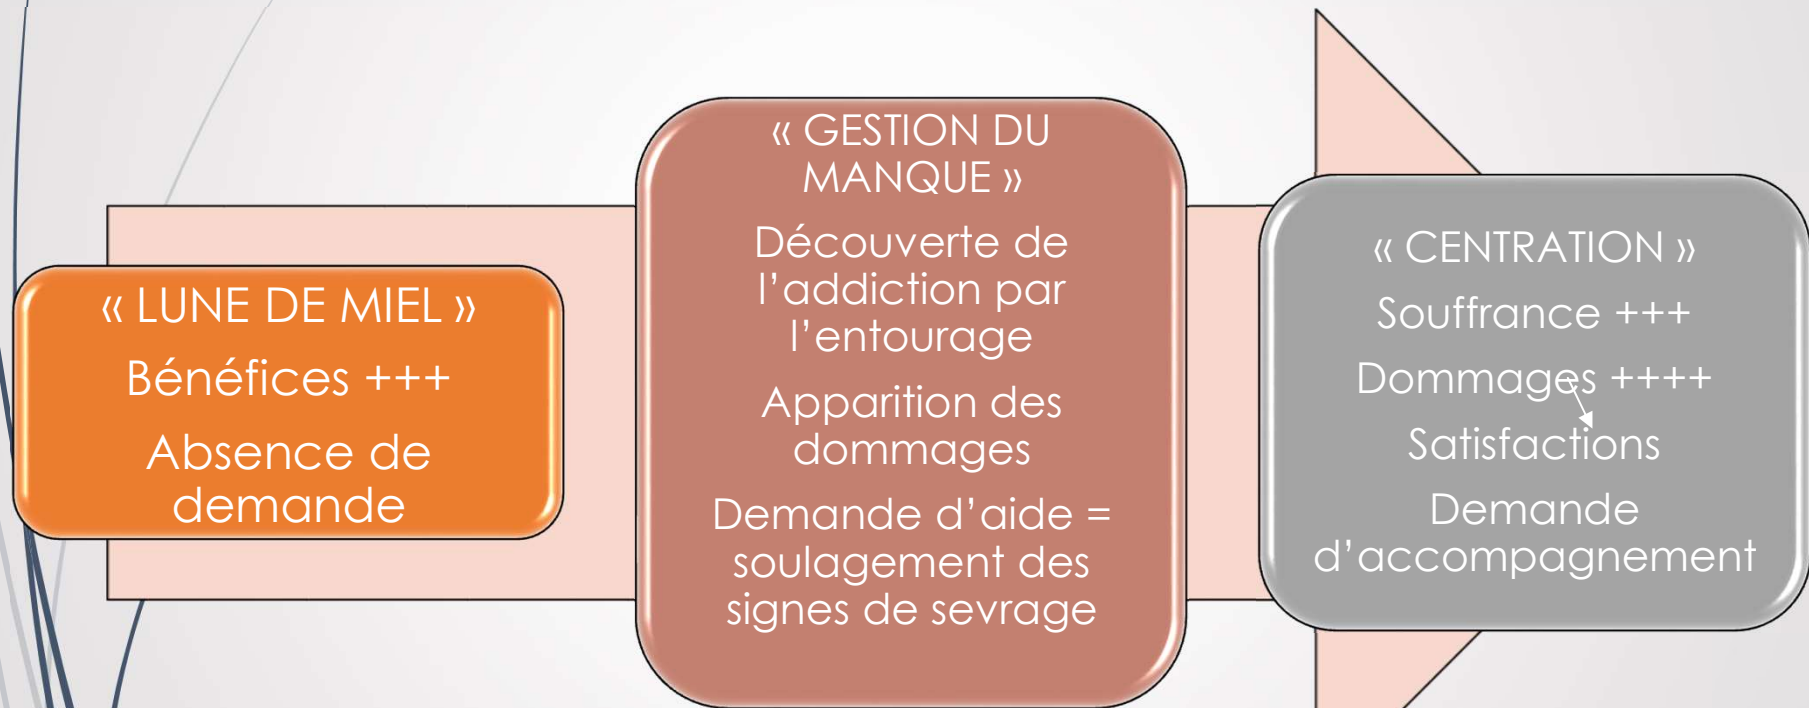 « LUNE DE MIEL »
Bénéfices +++
Absence de
demande
« GESTION DU
MANQUE »
Découverte de
l’addiction par
l’entourage
Apparition des
dommages
Demande d’aide =
soulagement des
signes de sevrage
« CENTRATION »
Souffrance +++
Dommages ++++
Satisfactions
Demande
d’accompagnement